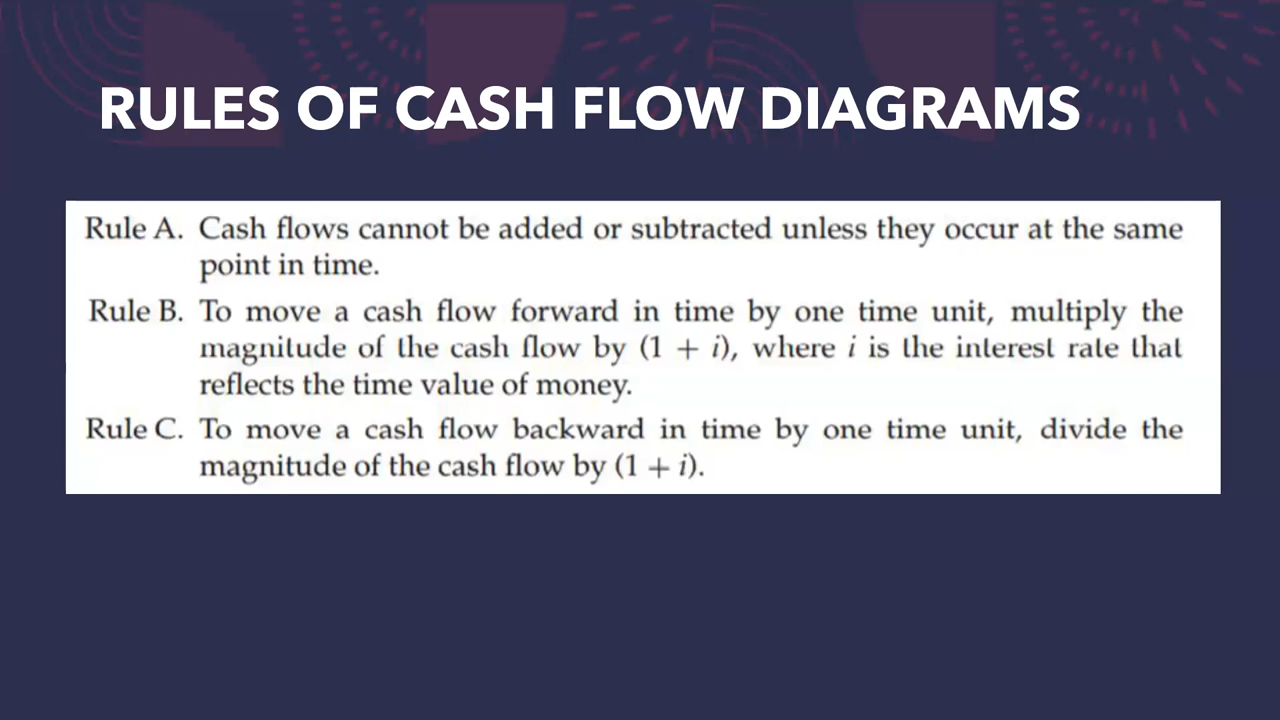 RULES OF CASH FLOW DIAGRAMS
Rule A. Cash flows cannot be added or subtracted unless they occur at the same
point in time.
Rule B. To move a cash flow forward in time by one time unit, multiply the
magnitude of the cash flow by (1 + i), where i is the interest rate that
reflects the time value of money.
Rule C. To move a cash flow backward in time by one time unit, divide the
magnitude of the cash flow by (1 + i).